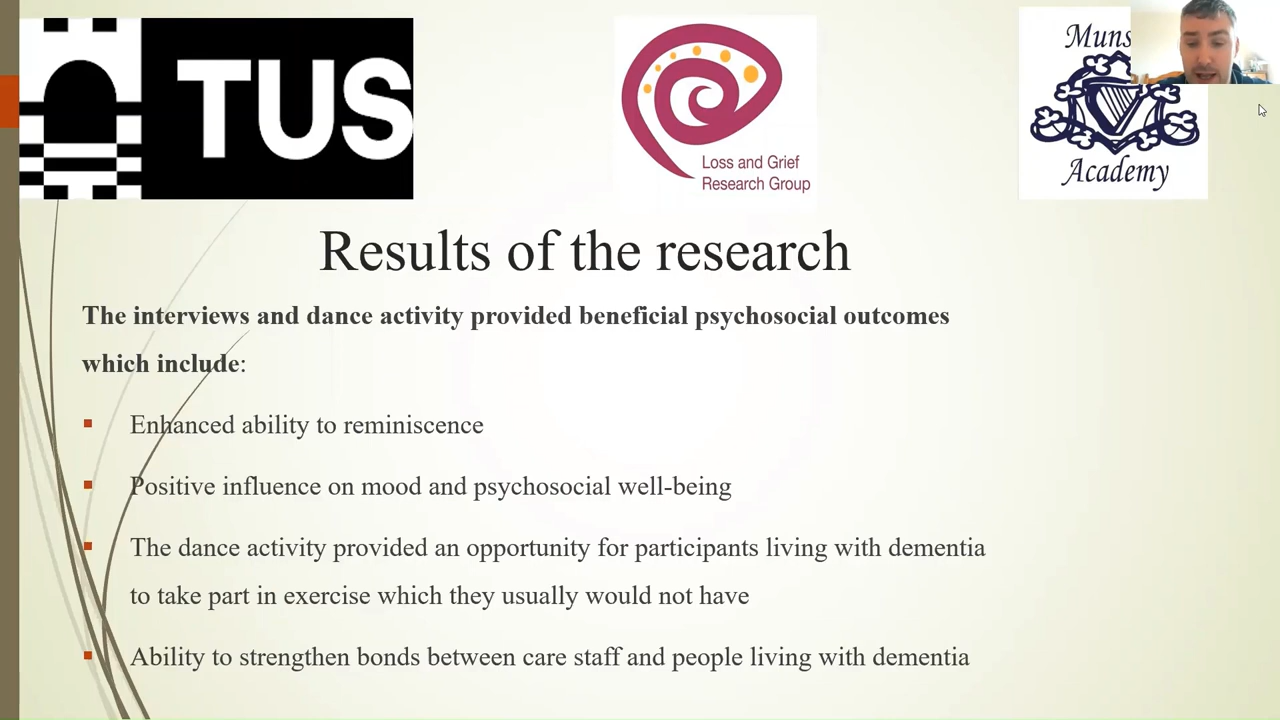 TUS
Loss and Grief
Research Group
Muns
Academy
Results of the research
The interviews and dance activity provided beneficial psychosocial outcomes
which include:
Enhanced ability to reminiscence
Positive influence on mood and psychosocial well-being
The dance activity provided an opportunity for participants living with dementia
to take part in exercise which they usually would not have
Ability to strengthen bonds between care staff and people living with dementia